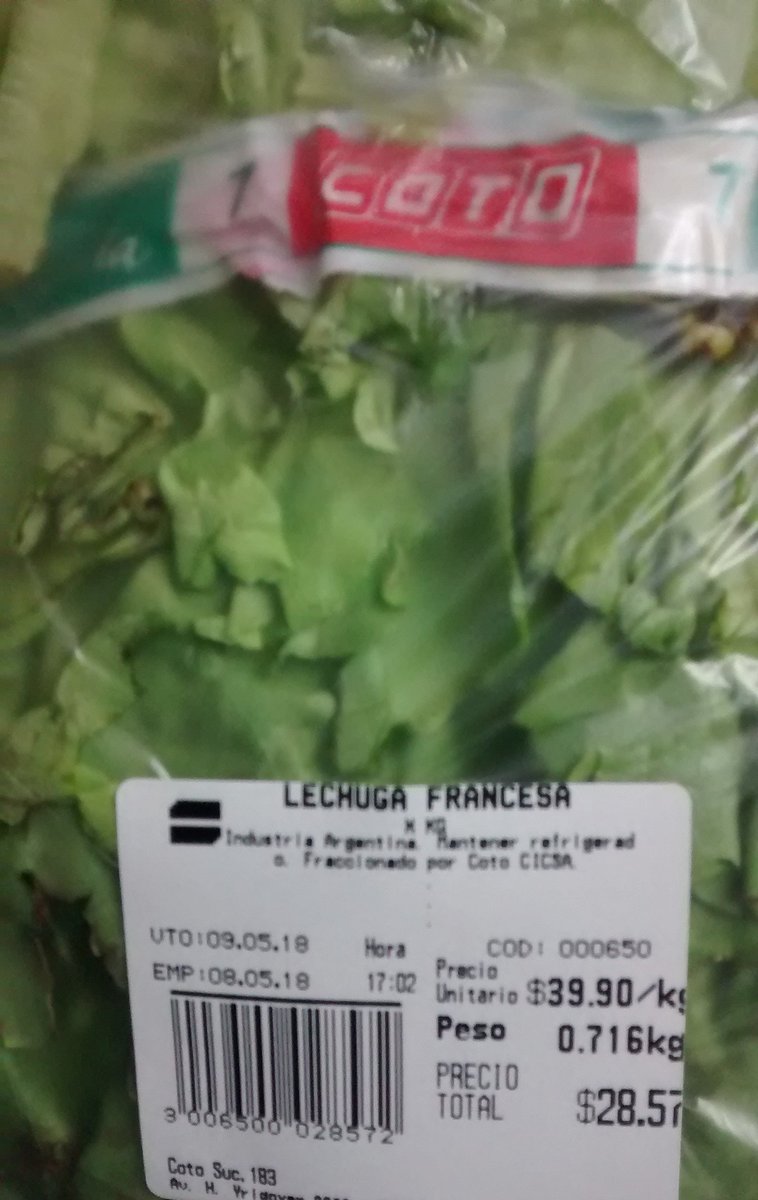 coto
LECHUGA FRANCESA
X KG
Industria Argentina. Mantener refrigerad
o. Fraccionado por Coto CICSA
VTO:09.05.18 Hora COD: 000650
EMP:08.05.18 17:02 Precio Unitario $39.90/kg
Peso 0.716kg
PRECIO TOTAL $28.57
3 006500 028572
Coto Suc. 183
Av. H. Yrigoyen